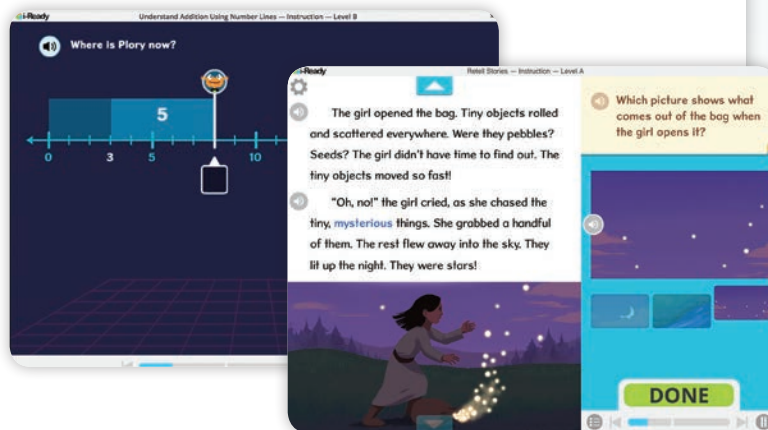 i-Ready
Understand Addition Using Number Lines — Instruction — Level B
Where is Plory now?
5
0 3 5 10
i-Ready
Retell Stories — Instruction — Level A
The girl opened the bag. Tiny objects rolled
and scattered everywhere. Were they pebbles?
Seeds? The girl didn't have time to find out. The
tiny objects moved so fast!
"Oh, no!" the girl cried, as she chased the
tiny, mysterious things. She grabbed a handful
of them. The rest flew away into the sky. They
lit up the night. They were stars!
Which picture shows what
comes out of the bag when
the girl opens it?
DONE